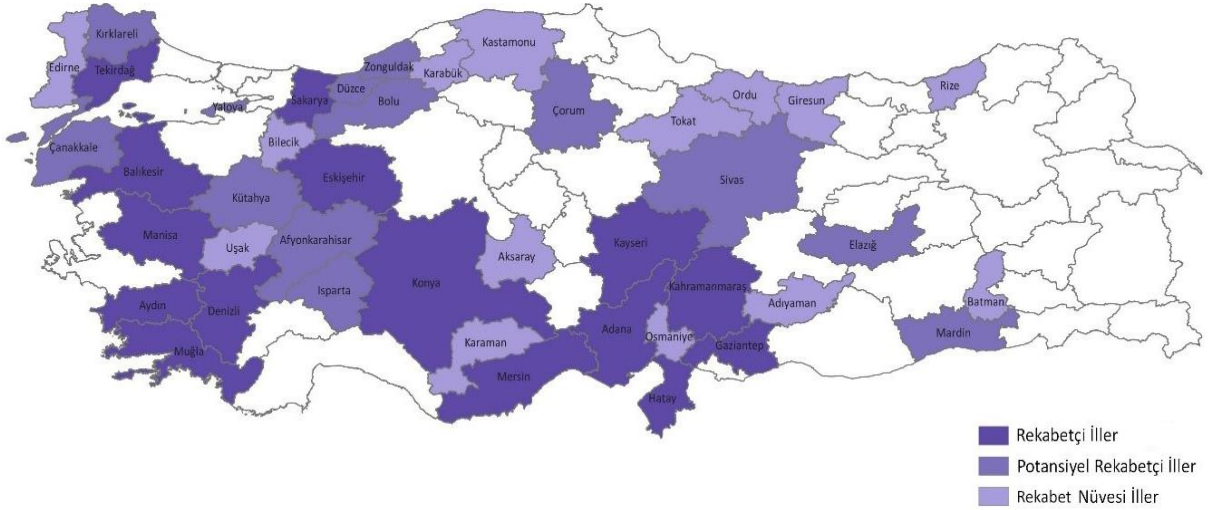 Kırklareli
Edirne
Tekirdağ
Kastamonu
Zonguldak
Karabük
Düzce
Bolu
Sakarya
Yalova
Bilecik
Çorum
Ordu
Giresun
Rize
Tokat
Çanakkale
Balıkesir
Eskişehir
Kütahya
Sivas
Manisa
Uşak
Afyonkarahisar
Kayseri
Elazığ
Aksaray
Konya
Isparta
Kahramanmaraş
Adıyaman
Batman
Aydın
Denizli
Adana
Osmaniye
Gaziantep
Mardin
Karaman
Muğla
Mersin
Hatay
Rekabetçi İller
Potansiyel Rekabetçi İller
Rekabet Nüvesi İller